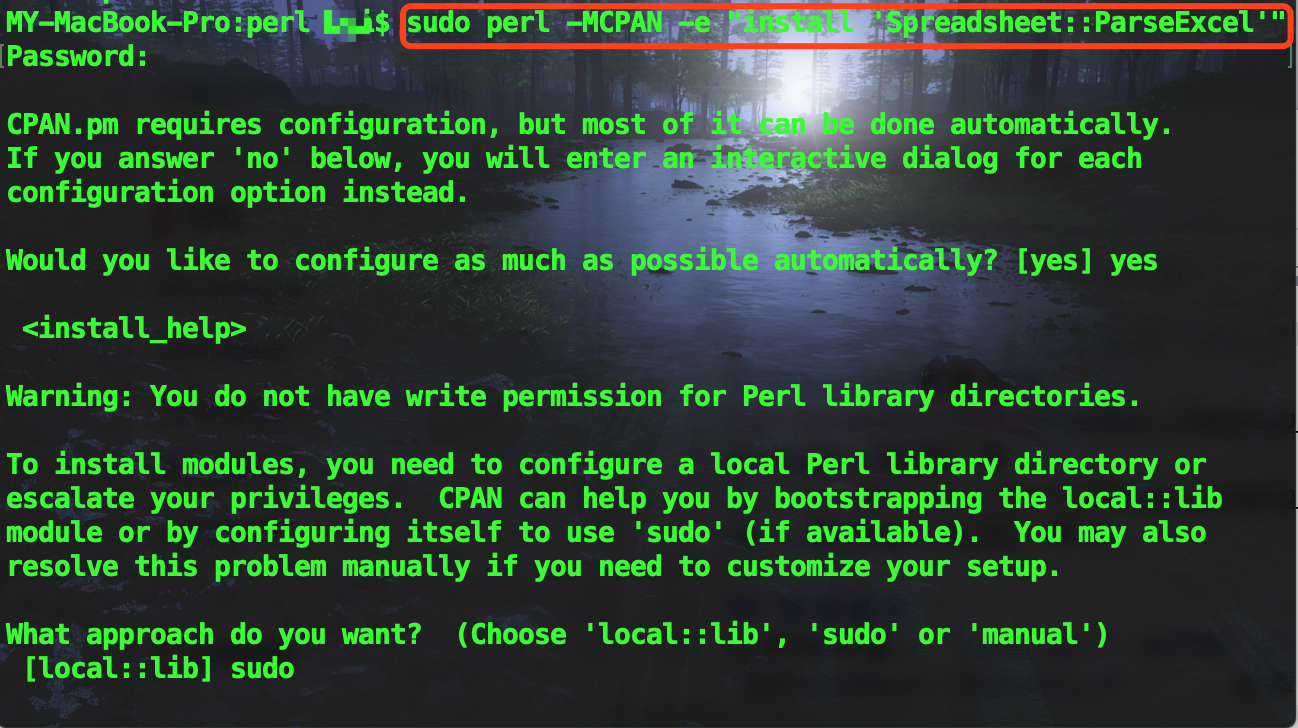 MY-MacBook-Pro:perl $ sudo perl -MCPAN -e "install 'Spreadsheet::ParseExcel'"
[Password: ]

CPAN.pm requires configuration, but most of it can be done automatically.
If you answer 'no' below, you will enter an interactive dialog for each
configuration option instead.

Would you like to configure as much as possible automatically? [yes] yes

 <install_help>

Warning: You do not have write permission for Perl library directories.

To install modules, you need to configure a local Perl library directory or
escalate your privileges.  CPAN can help you by bootstrapping the local::lib
module or by configuring itself to use 'sudo' (if available).  You may also
resolve this problem manually if you need to customize your setup.

What approach do you want?  (Choose 'local::lib', 'sudo' or 'manual')
 [local::lib] sudo